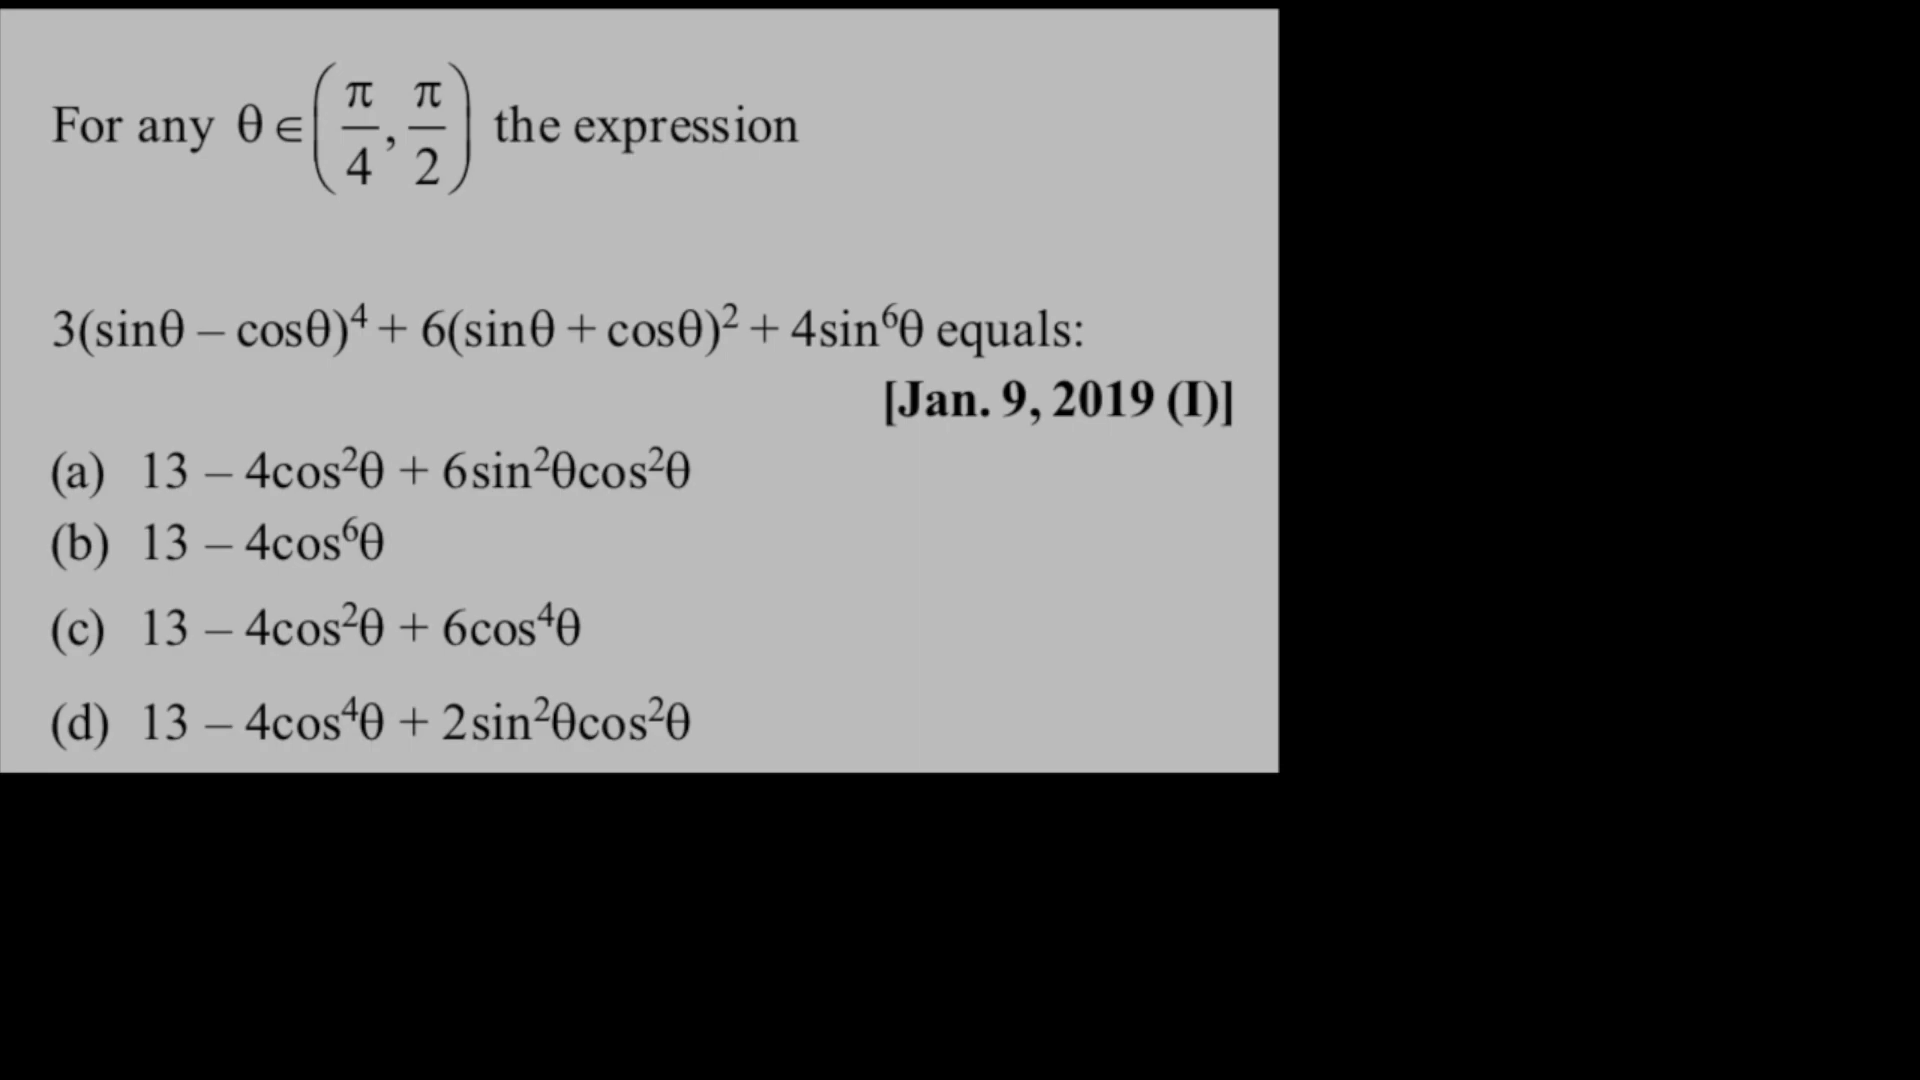 For any θ ∈ (π/4, π/2) the expression
3(sinθ – cosθ)⁴ + 6(sinθ + cosθ)² + 4sin⁶θ equals:
[Jan. 9, 2019 (I)]
(a) 13 – 4cos²θ + 6sin²θcos²θ
(b) 13 – 4cos⁶θ
(c) 13 – 4cos²θ + 6cos⁴θ
(d) 13 – 4cos⁴θ + 2sin²θcos²θ